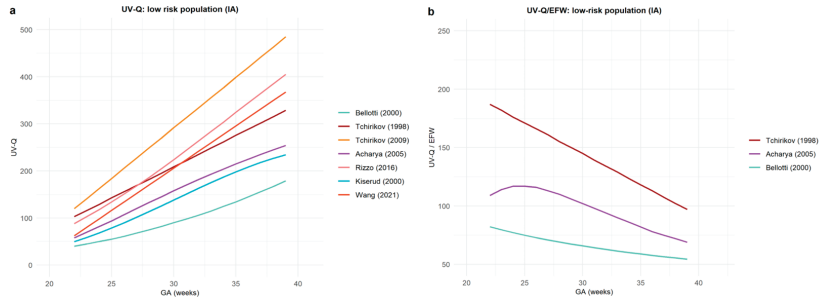 a
UV-Q: low risk population (IA)
UV-Q
500
400
300
200
100
0
20
25
30
35
40
GA (weeks)
Bellotti (2000)
Tchirikov (1998)
Tchirikov (2009)
Acharya (2005)
Rizzo (2016)
Kiserud (2000)
Wang (2021)
b
UV-Q/EFW: low-risk population (IA)
UV-Q / EFW
250
200
150
100
50
20
25
30
35
40
GA (weeks)
Tchirikov (1998)
Acharya (2005)
Bellotti (2000)